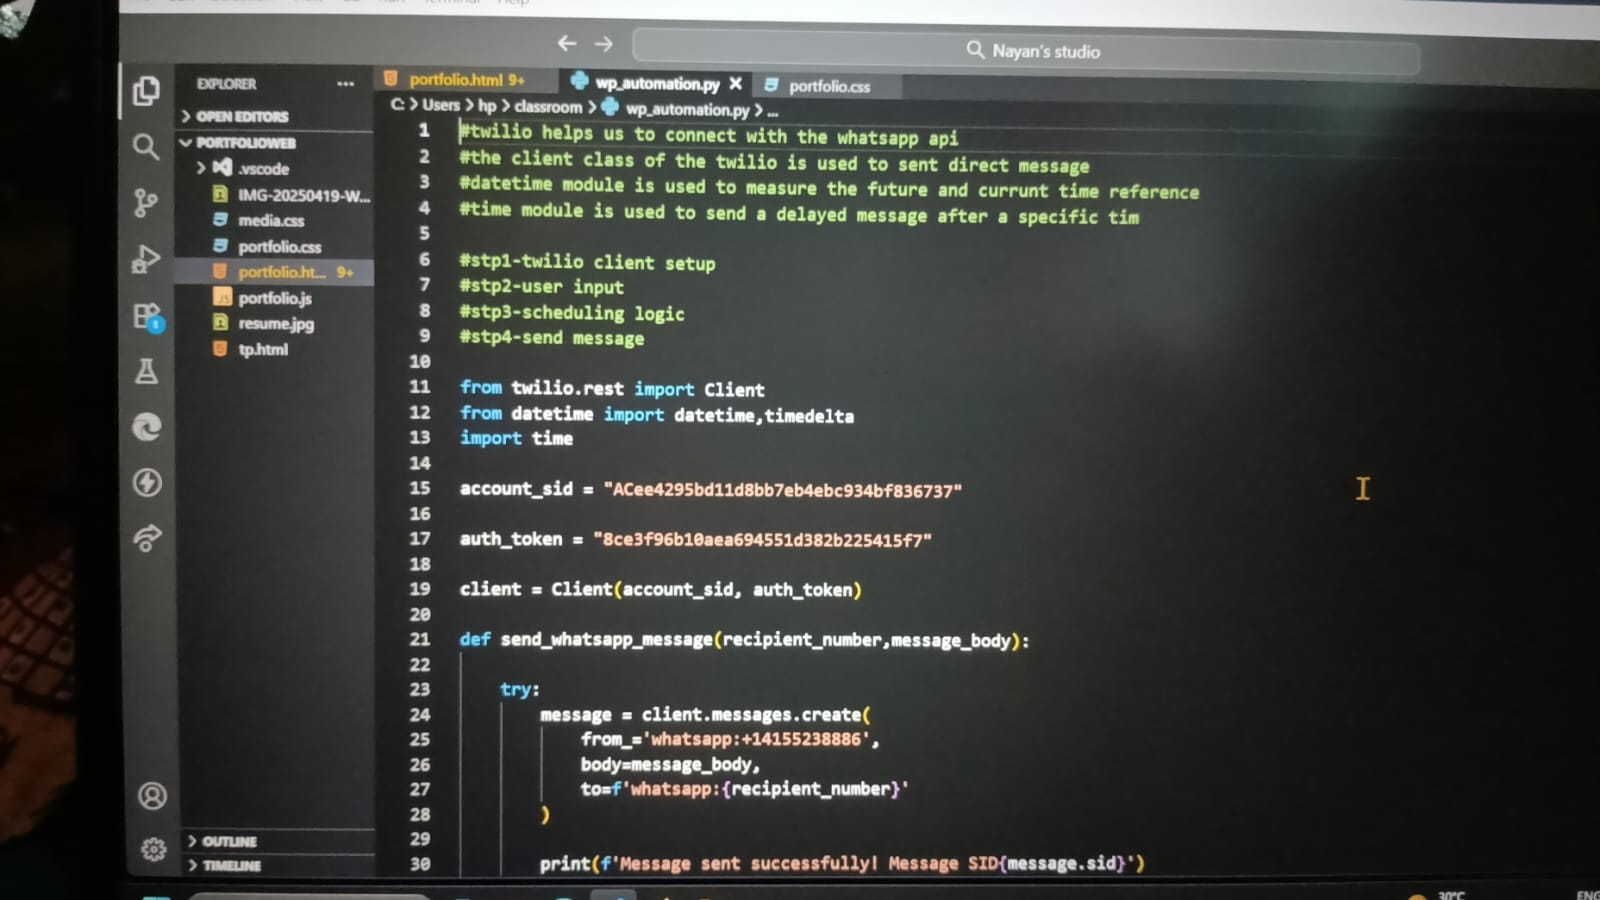 Nayan's studio
EXPLORER ...
OPEN EDITORS
PORTFOLIOWEB
.vscode
IMG-20250419-W...
media.css
portfolio.css
portfolio.ht... 9+
portfolio.js
resume.jpg
tp.html
OUTLINE
TIMELINE
portfolio.html 9+
wp_automation.py
portfolio.css
C: > Users > hp > classroom > wp_automation.py > ...
1 #twilio helps us to connect with the whatsapp api
2 #the client class of the twilio is used to sent direct message
3 #datetime module is used to measure the future and currunt time reference
4 #time module is used to send a delayed message after a specific tim
5
6 #stp1-twilio client setup
7 #stp2-user input
8 #stp3-scheduling logic
9 #stp4-send message
10
11 from twilio.rest import Client
12 from datetime import datetime,timedelta
13 import time
14
15 account_sid = "ACee4295bd11d8bb7eb4ebc934bf836737"
16
17 auth_token = "8ce3f96b10aea694551d382b225415f7"
18
19 client = Client(account_sid, auth_token)
20
21 def send_whatsapp_message(recipient_number,message_body):
22
23 try:
24 message = client.messages.create(
25 from_='whatsapp:+14155238886',
26 body=message_body,
27 to=f'whatsapp:{recipient_number}'
28 )
29
30 print(f'Message sent successfully! Message SID{message.sid}')
30°C
ENG